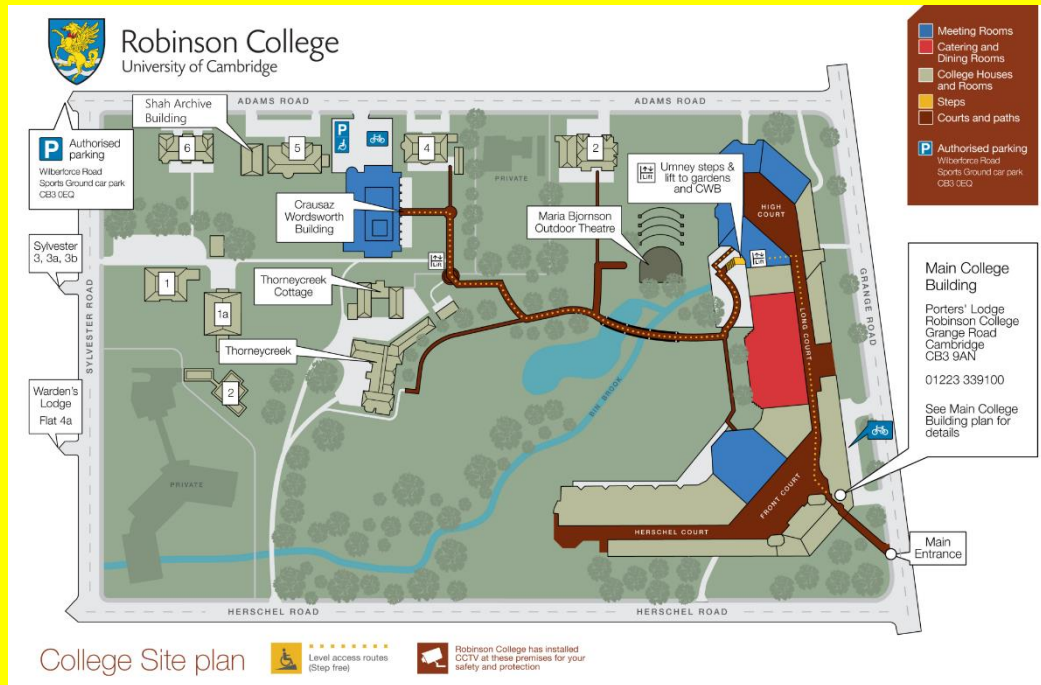 Robinson College
University of Cambridge
Meeting Rooms
Catering and
Dining Rooms
College Houses
and Rooms
Steps
Courts and paths
P Authorised parking
Wilberforce Road
Sports Ground car park
CB3 0EQ
ADAMS ROAD
ADAMS ROAD
Shah Archive
Building
P Authorised
parking
Wilberforce Road
Sports Ground car park
CB3 0EQ
6
5
P
4
2
PRIVATE
Umney steps &
lift to gardens
and CWB
Lift
Crausaz
Wordsworth
Building
Maria Bjornson
Outdoor Theatre
HIGH
COURT
Sylvester
3, 3a, 3b
Lift
Lift
Main College
Building
Porters' Lodge
Robinson College
Grange Road
Cambridge
CB3 9AN
01223 339100
See Main College
Building plan for
details
1
1a
Thorneycreek
Cottage
GRANGE ROAD
SYLVESTER ROAD
LONG COURT
Thorneycreek
2
BIN BROOK
Warden's
Lodge
Flat 4a
PRIVATE
FRONT COURT
HERSCHEL COURT
Main
Entrance
HERSCHEL ROAD
HERSCHEL ROAD
College Site plan
Level access routes
(Step free)
Robinson College has installed
CCTV at these premises for your
safety and protection